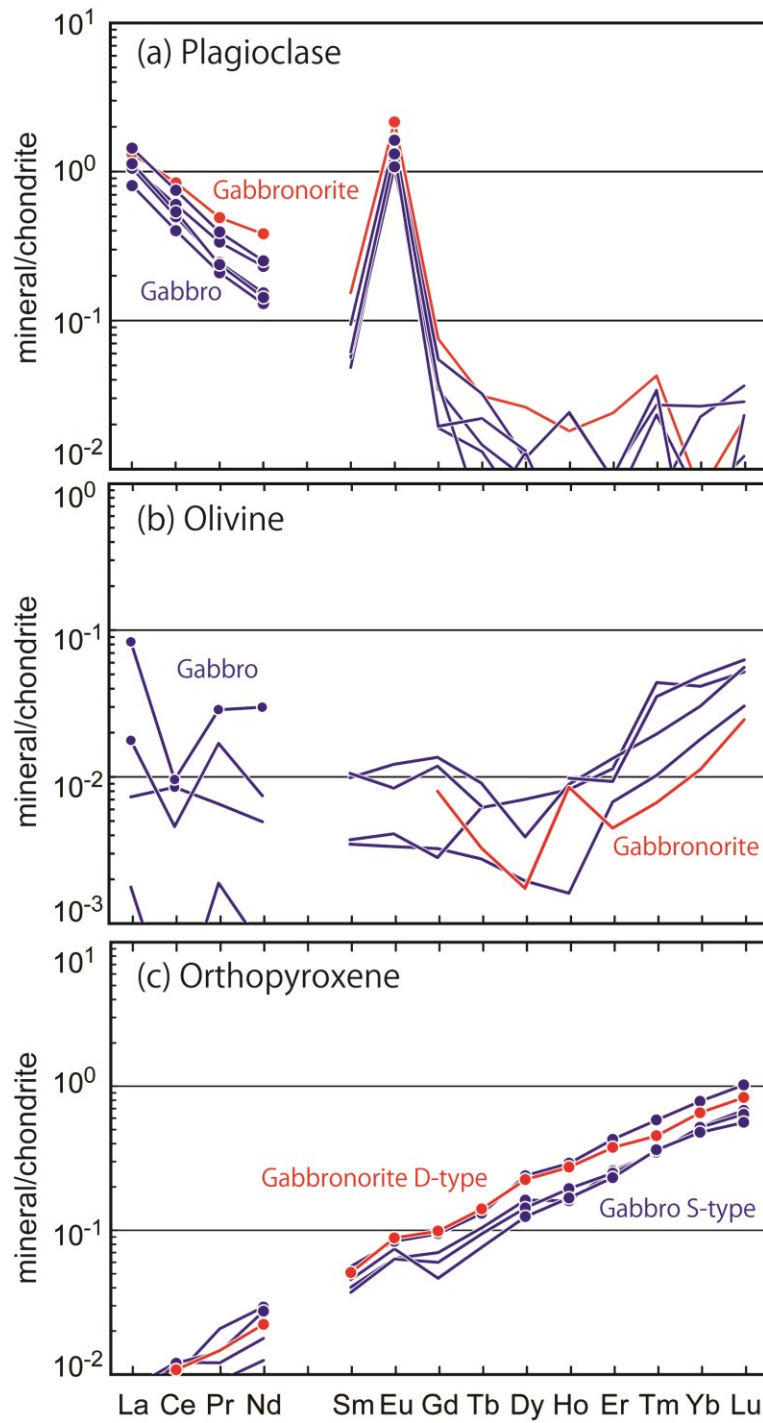 10¹
(a) Plagioclase
10⁰
Gabbronorite
Gabbro
10⁻¹
10⁻²
mineral/chondrite
10⁰
(b) Olivine
10⁻¹
Gabbro
10⁻²
Gabbronorite
10⁻³
mineral/chondrite
10¹
(c) Orthopyroxene
10⁰
Gabbronorite D-type
Gabbro S-type
10⁻¹
10⁻²
mineral/chondrite
La Ce Pr Nd Sm Eu Gd Tb Dy Ho Er Tm Yb Lu